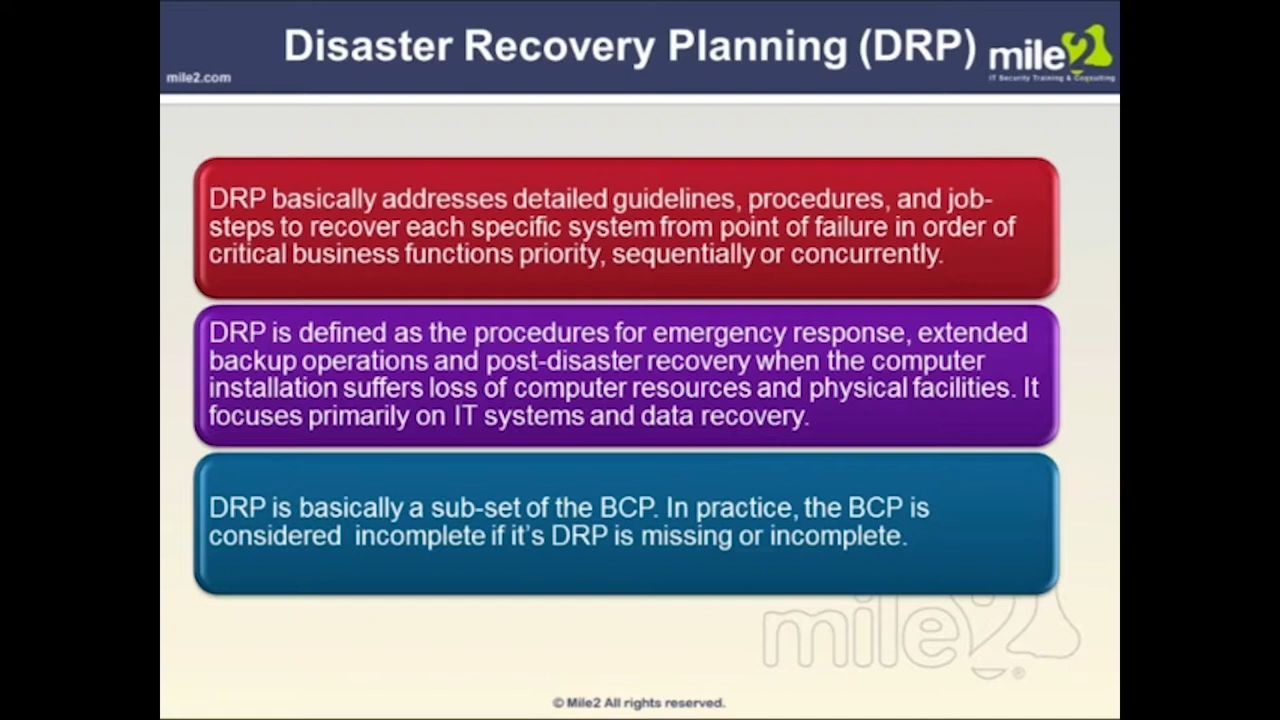 Disaster Recovery Planning (DRP)
mile2
IT Security Training & Consulting
mile2.com
DRP basically addresses detailed guidelines, procedures, and job-
steps to recover each specific system from point of failure in order of
critical business functions priority, sequentially or concurrently.
DRP is defined as the procedures for emergency response, extended
backup operations and post-disaster recovery when the computer
installation suffers loss of computer resources and physical facilities. It
focuses primarily on IT systems and data recovery.
DRP is basically a sub-set of the BCP. In practice, the BCP is
considered  incomplete if it’s DRP is missing or incomplete.
mile2®
© Mile2 All rights reserved.